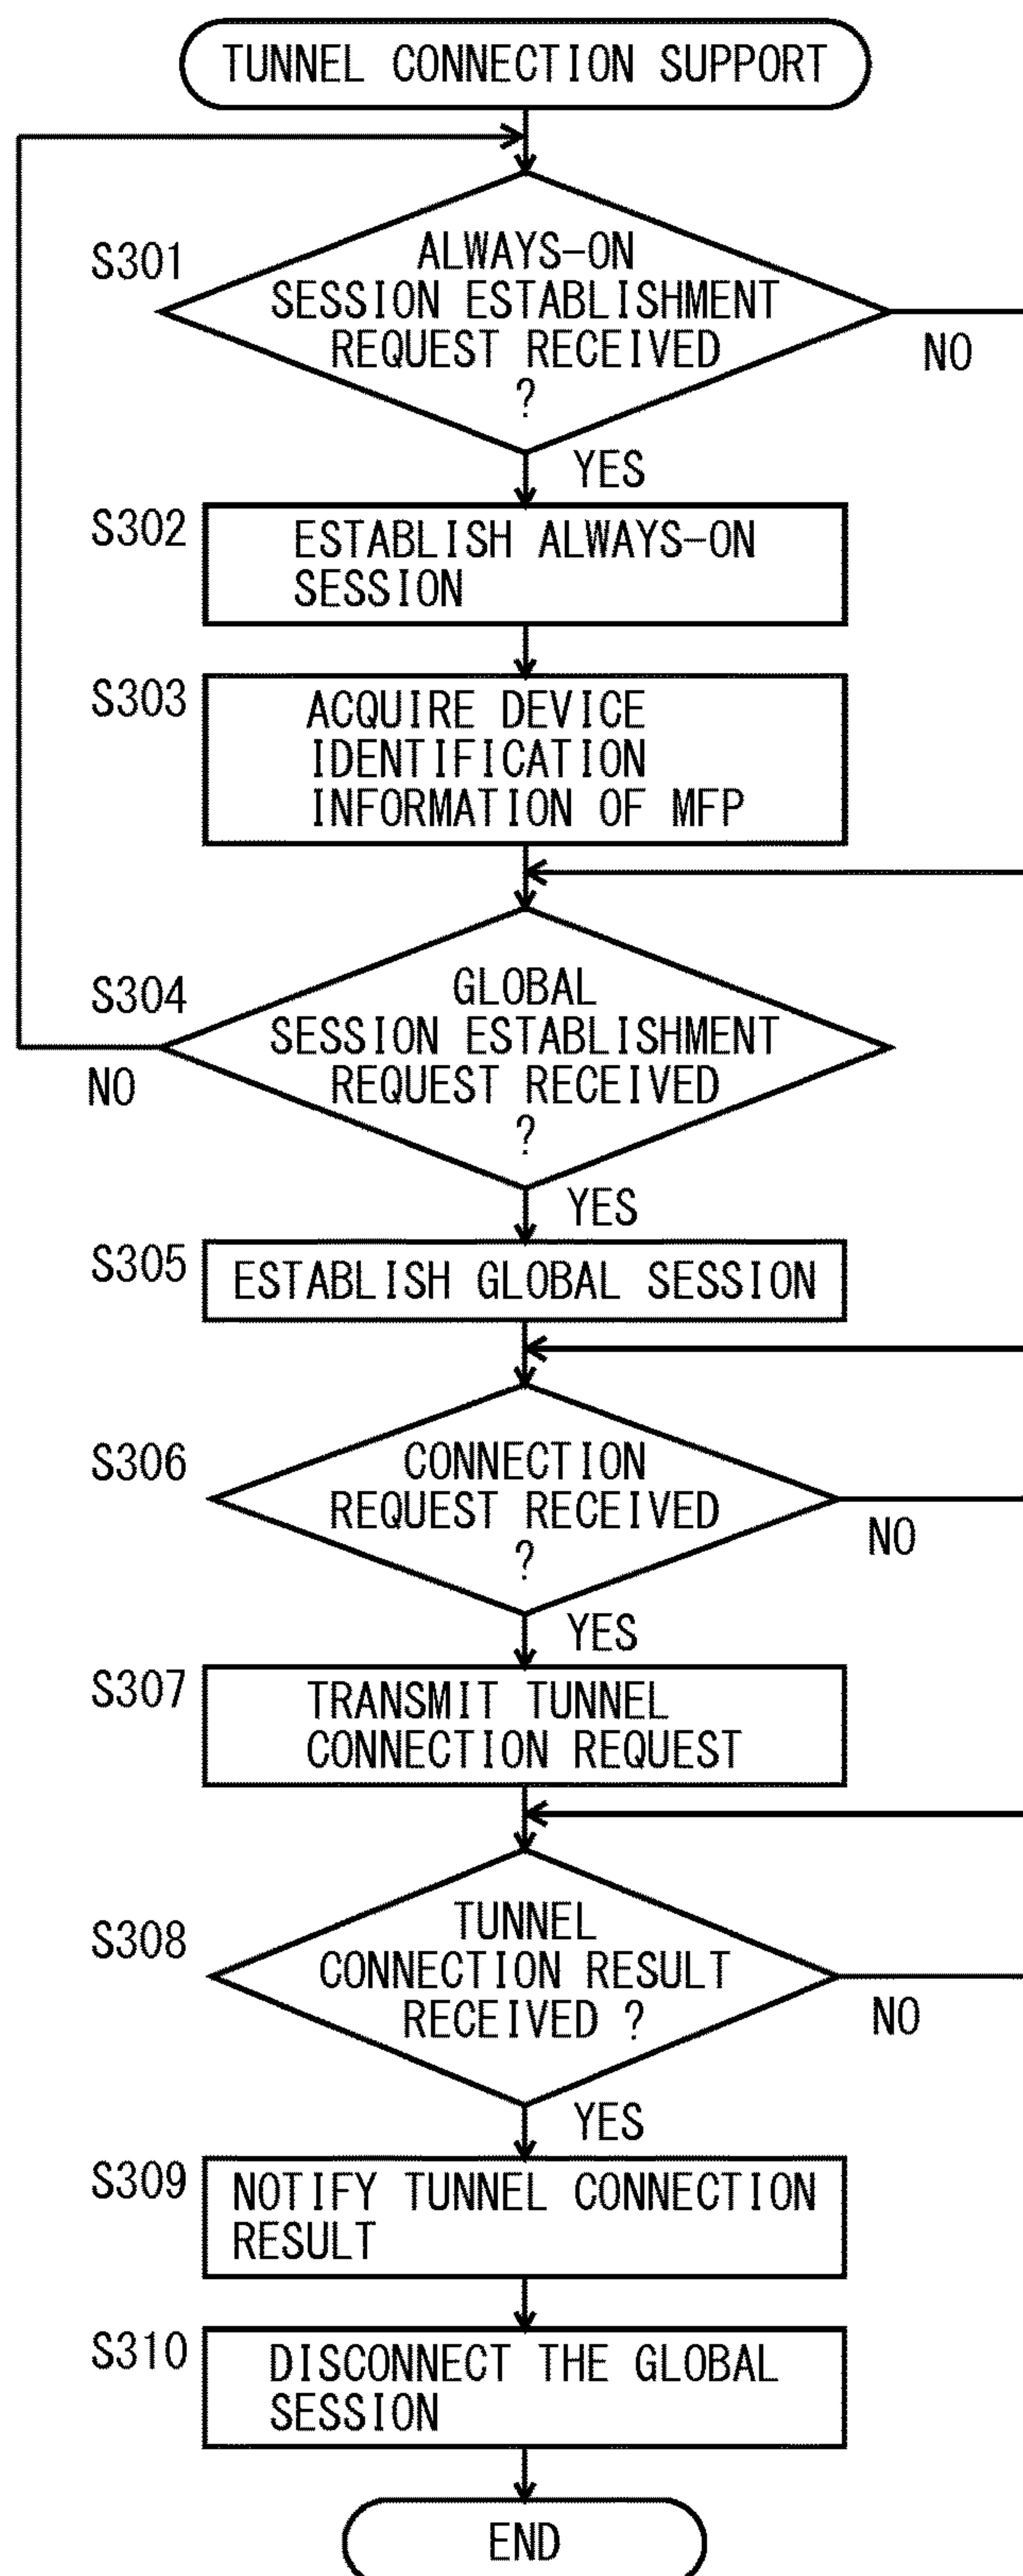 TUNNEL CONNECTION SUPPORT
S301
ALWAYS-ON
SESSION ESTABLISHMENT
REQUEST RECEIVED
?
NO
YES
S302
ESTABLISH ALWAYS-ON
SESSION
S303
ACQUIRE DEVICE
IDENTIFICATION
INFORMATION OF MFP
S304
GLOBAL
SESSION ESTABLISHMENT
REQUEST RECEIVED
?
NO
YES
S305
ESTABLISH GLOBAL SESSION
S306
CONNECTION
REQUEST RECEIVED
?
NO
YES
S307
TRANSMIT TUNNEL
CONNECTION REQUEST
S308
TUNNEL
CONNECTION RESULT
RECEIVED ?
NO
YES
S309
NOTIFY TUNNEL CONNECTION
RESULT
S310
DISCONNECT THE GLOBAL
SESSION
END